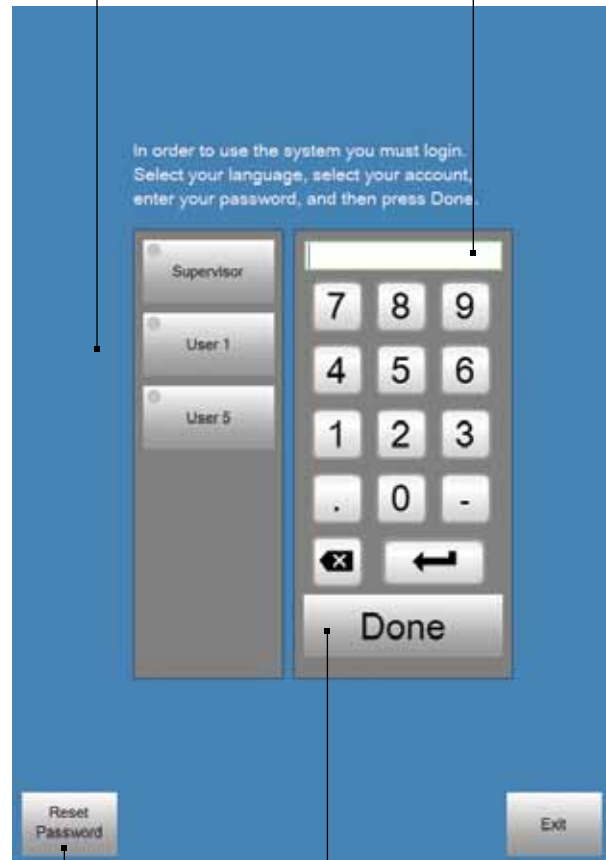 In order to use the system you must login.
Select your language, select your account,
enter your password, and then press Done.
Supervisor
User 1
User 5
7 8 9
4 5 6
1 2 3
. 0 -
Done
Reset
Password
Exit